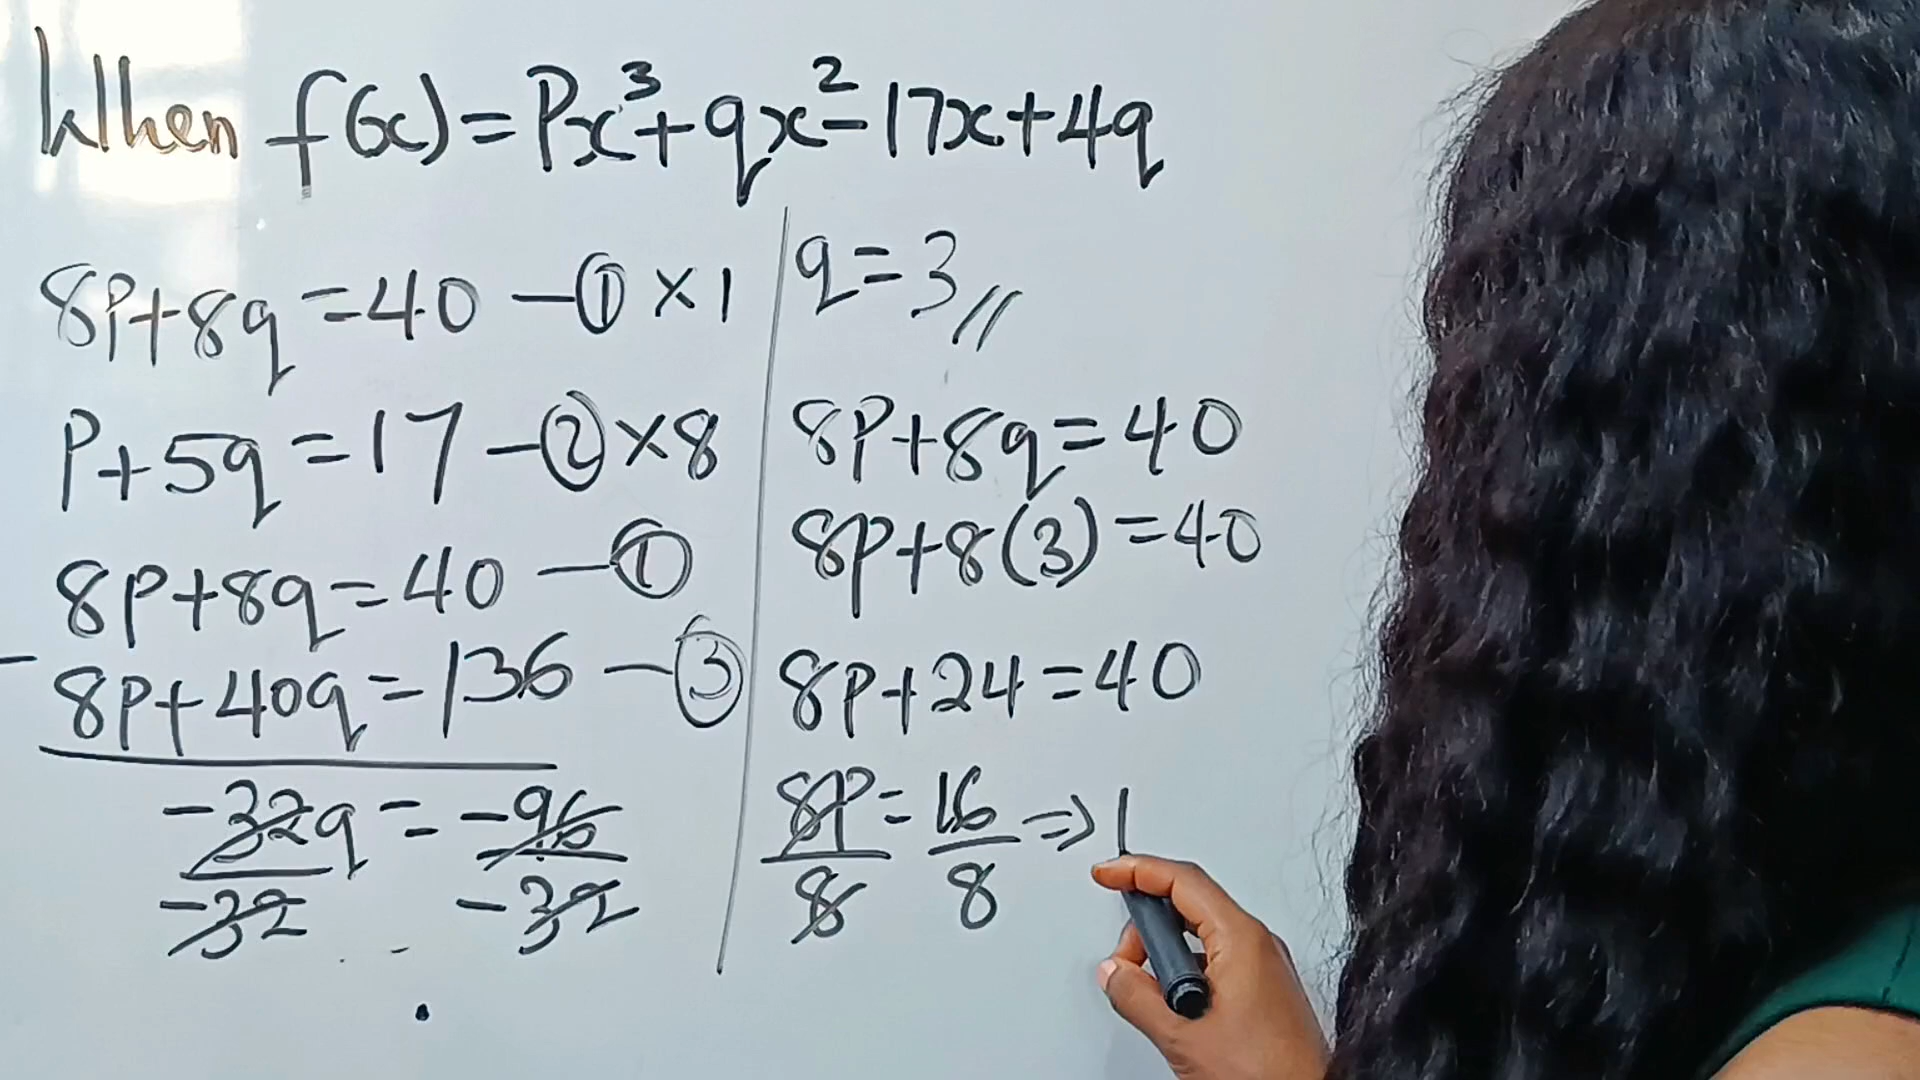 When f(x) = Px³ + qx² - 17x + 4q
8P + 8q = 40 - ① × 1
P + 5q = 17 - ② × 8
8P + 8q = 40 - ①
- 8P + 40q = 136 - ③
-32q = -96
-32 -32
q = 3 //
8P + 8q = 40
8P + 8(3) = 40
8P + 24 = 40
8P = 16 ⇒
8 8